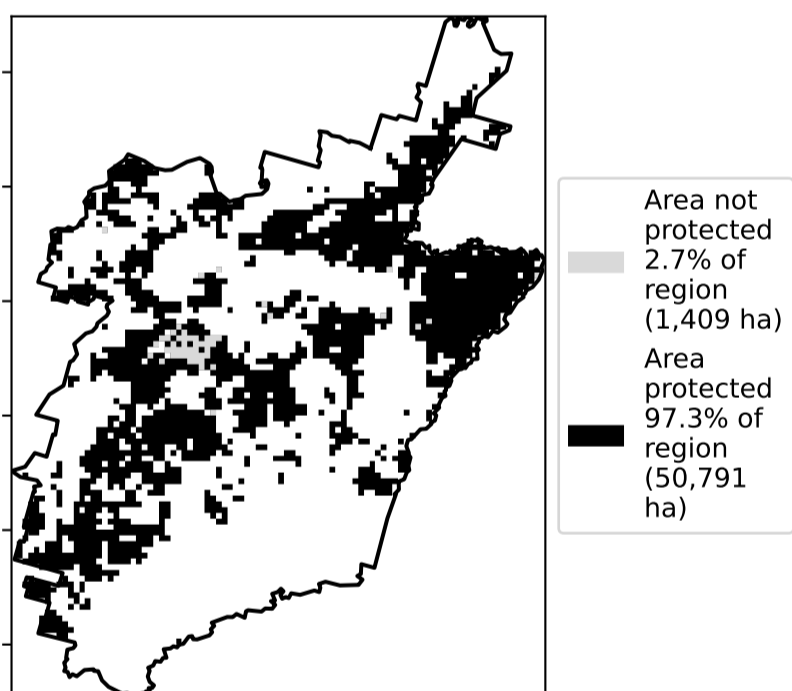 Area not
protected
2.7% of
region
(1,409 ha)
Area
protected
97.3% of
region
(50,791
ha)